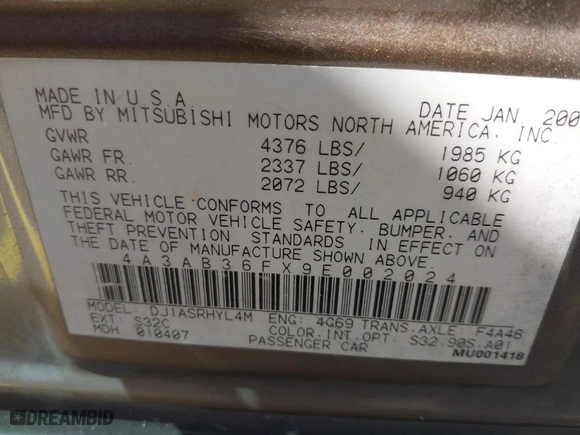 MADE IN U S A DATE JAN. 200
MFD BY MITSUBISHI MOTORS NORTH AMERICA, INC.
GVWR 4376 LBS/ 1985 KG
GAWR FR. 2337 LBS/ 1060 KG
GAWR RR. 2072 LBS/ 940 KG
THIS VEHICLE CONFORMS TO ALL APPLICABLE
FEDERAL MOTOR VEHICLE SAFETY, BUMPER, AND
THEFT PREVENTION STANDARDS IN EFFECT ON
THE DATE OF MANUFACTURE SHOWN ABOVE.
4A3AB36FX9E002024
MODEL: DJ1ASRHYL4M ENG: 4G69 TRANS.AXLE F4A4B
EXT: S32C COLOR.INT.OPT: S32.90S.A01
MDH 010407 PASSENGER CAR
MU001418
DREAMBID